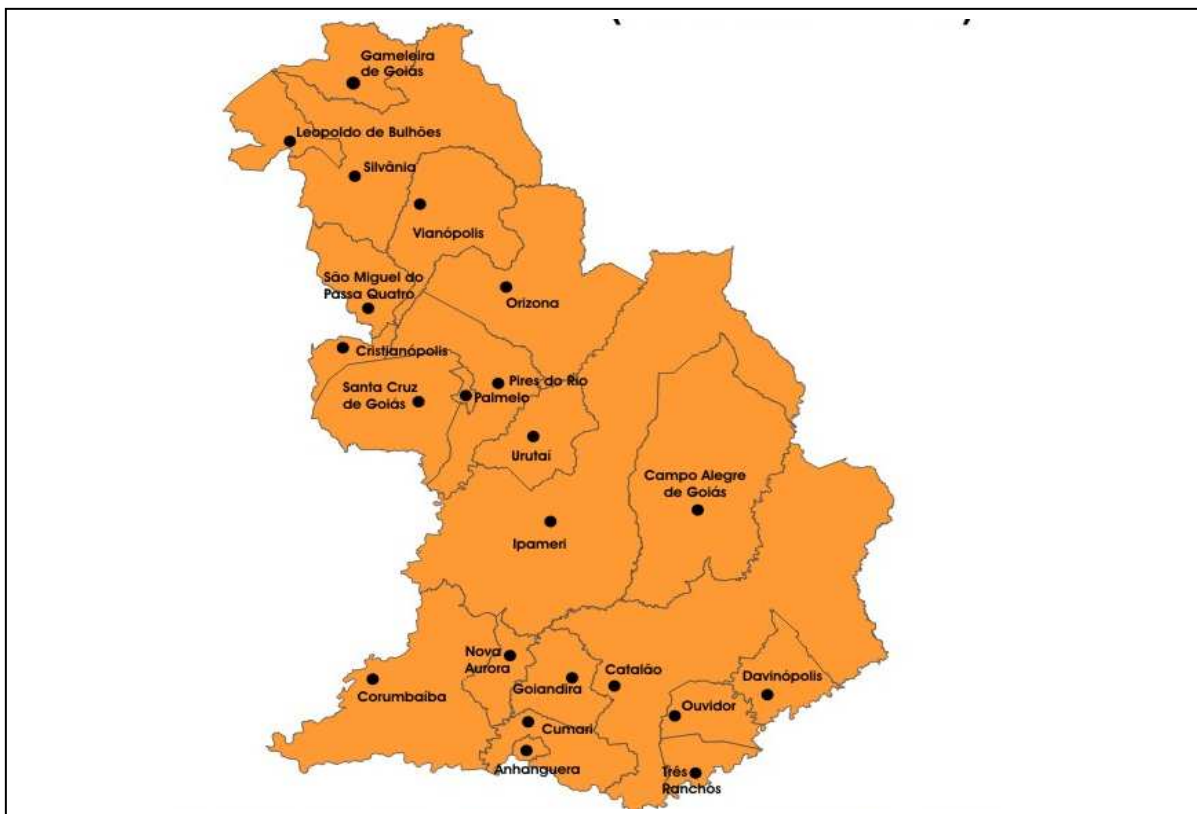 Gameleira
de Goiás
Leopoldo de Bulhões
Silvânia
Vianópolis
São Miguel do
Passa Quatro
Orizona
Cristianópolis
Pires do Rio
Santa Cruz
de Goiás
Palmelo
Urutaí
Campo Alegre
de Goiás
Ipameri
Nova
Aurora
Goiandira
Catalão
Davinópolis
Corumbaíba
Ouvidor
Cumari
Anhanguera
Três
Ranchos